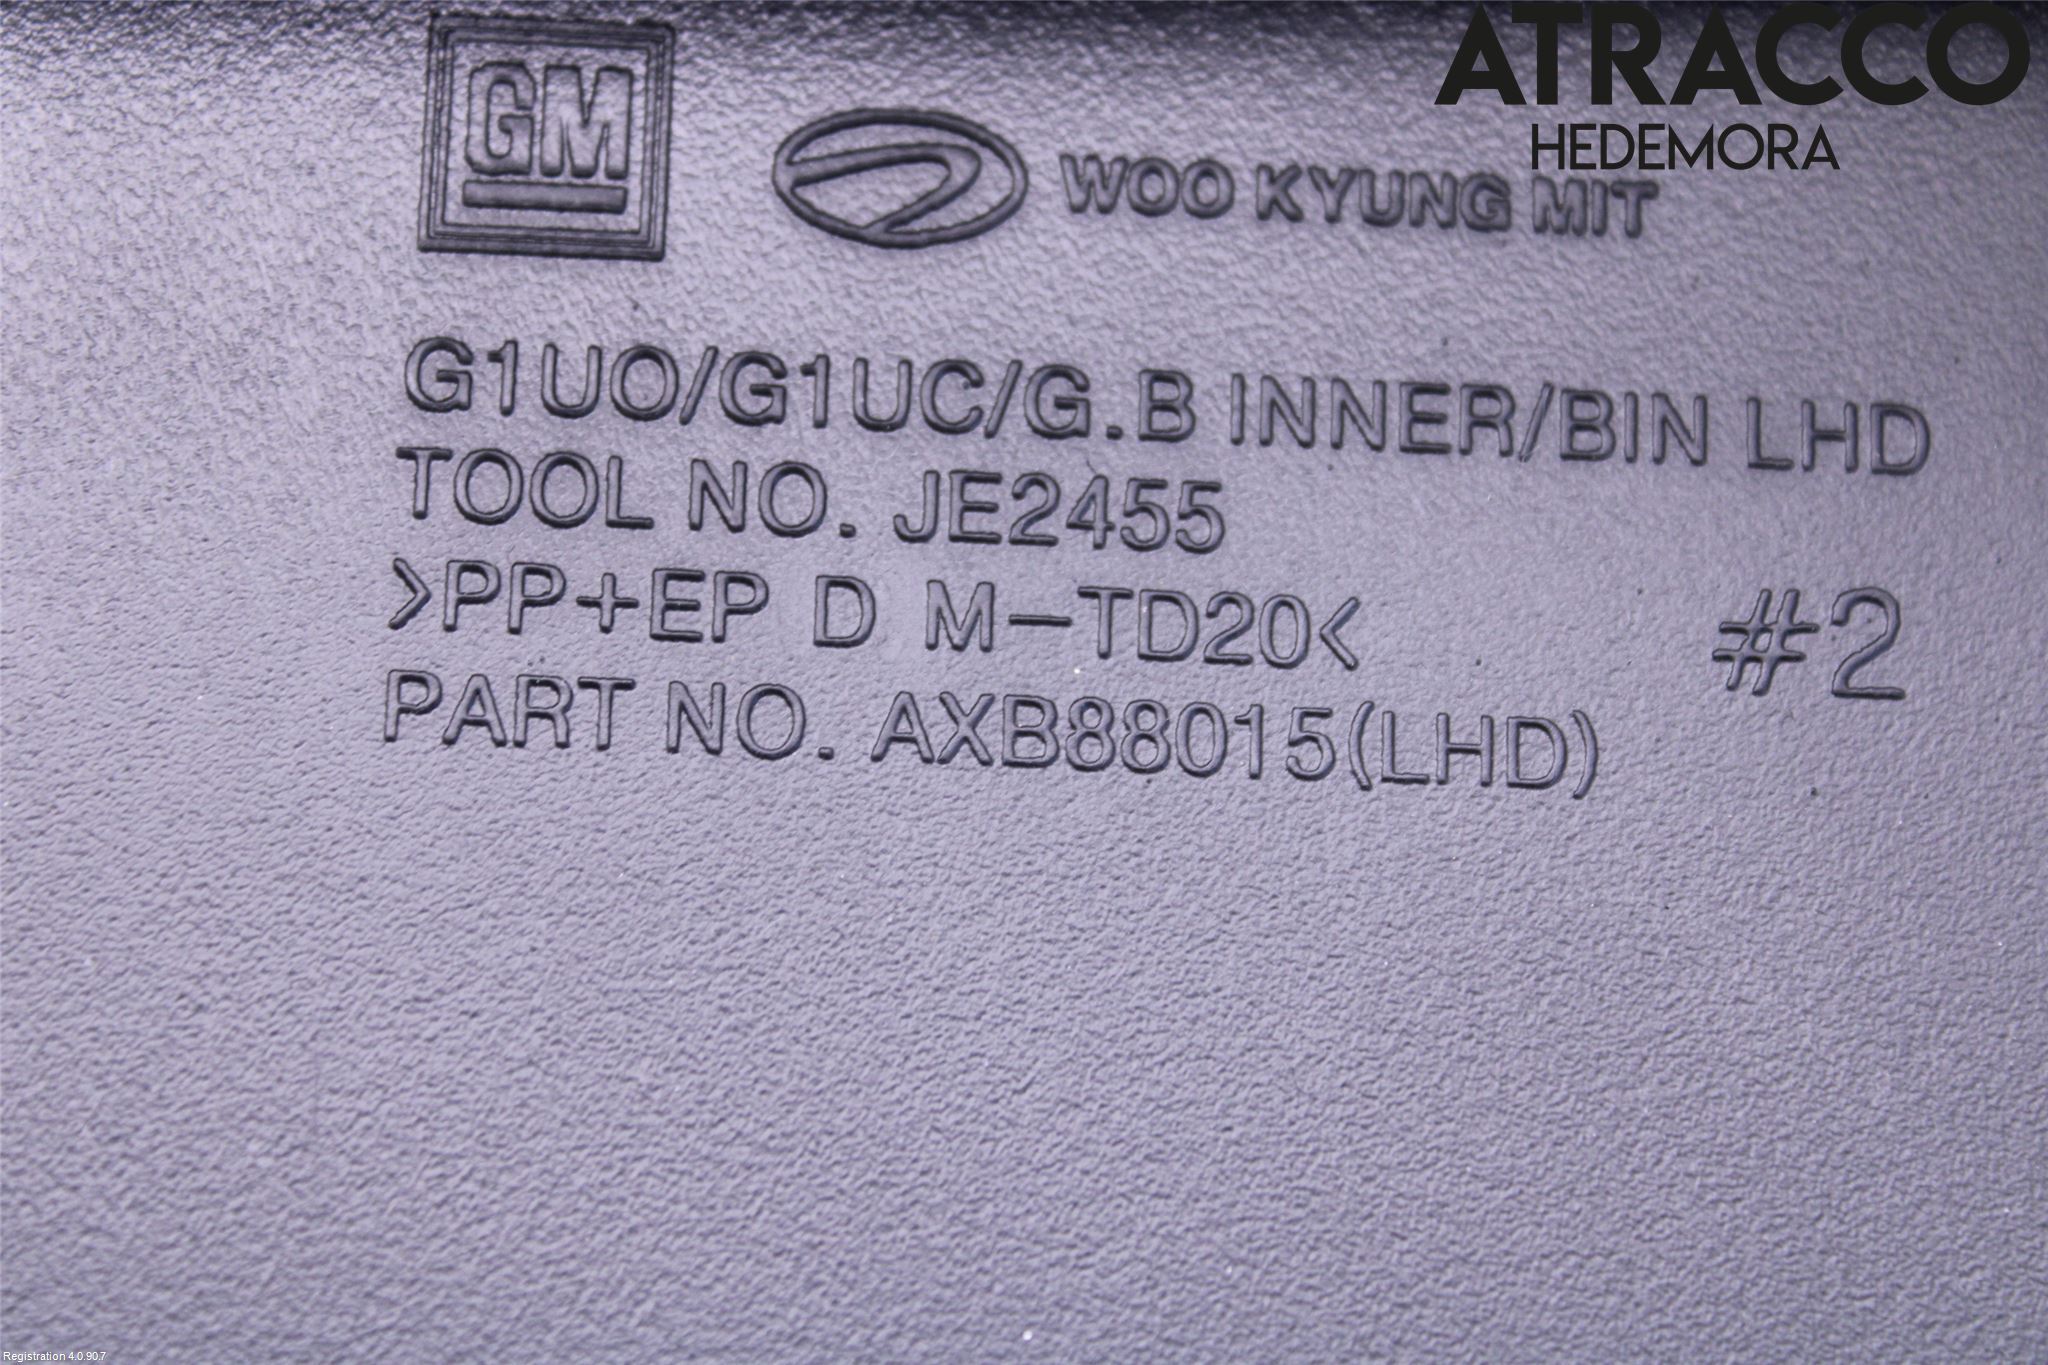 ATRACCO
HEDEMORA
GM
WOO KYUNG MIT
G1UO/G1UC/G.B INNER/BIN LHD
TOOL NO. JE2455
>PP+EP D M-TD20<
#2
PART NO. AXB88015(LHD)
Registration 4.0.90.7